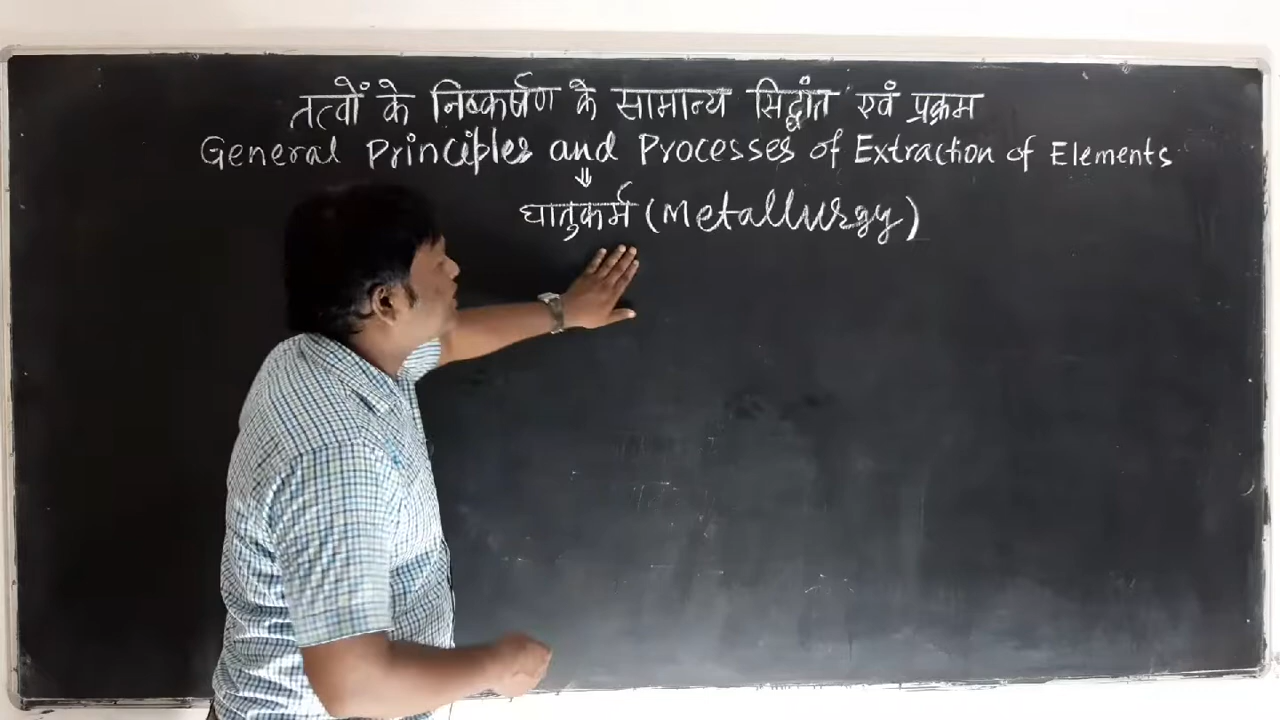 तत्वों के निष्कर्षण के सामान्य सिद्धांत एवं प्रक्रम
General Principles and Processes of Extraction of Elements
⇓
धातुकर्म (Metallurgy)